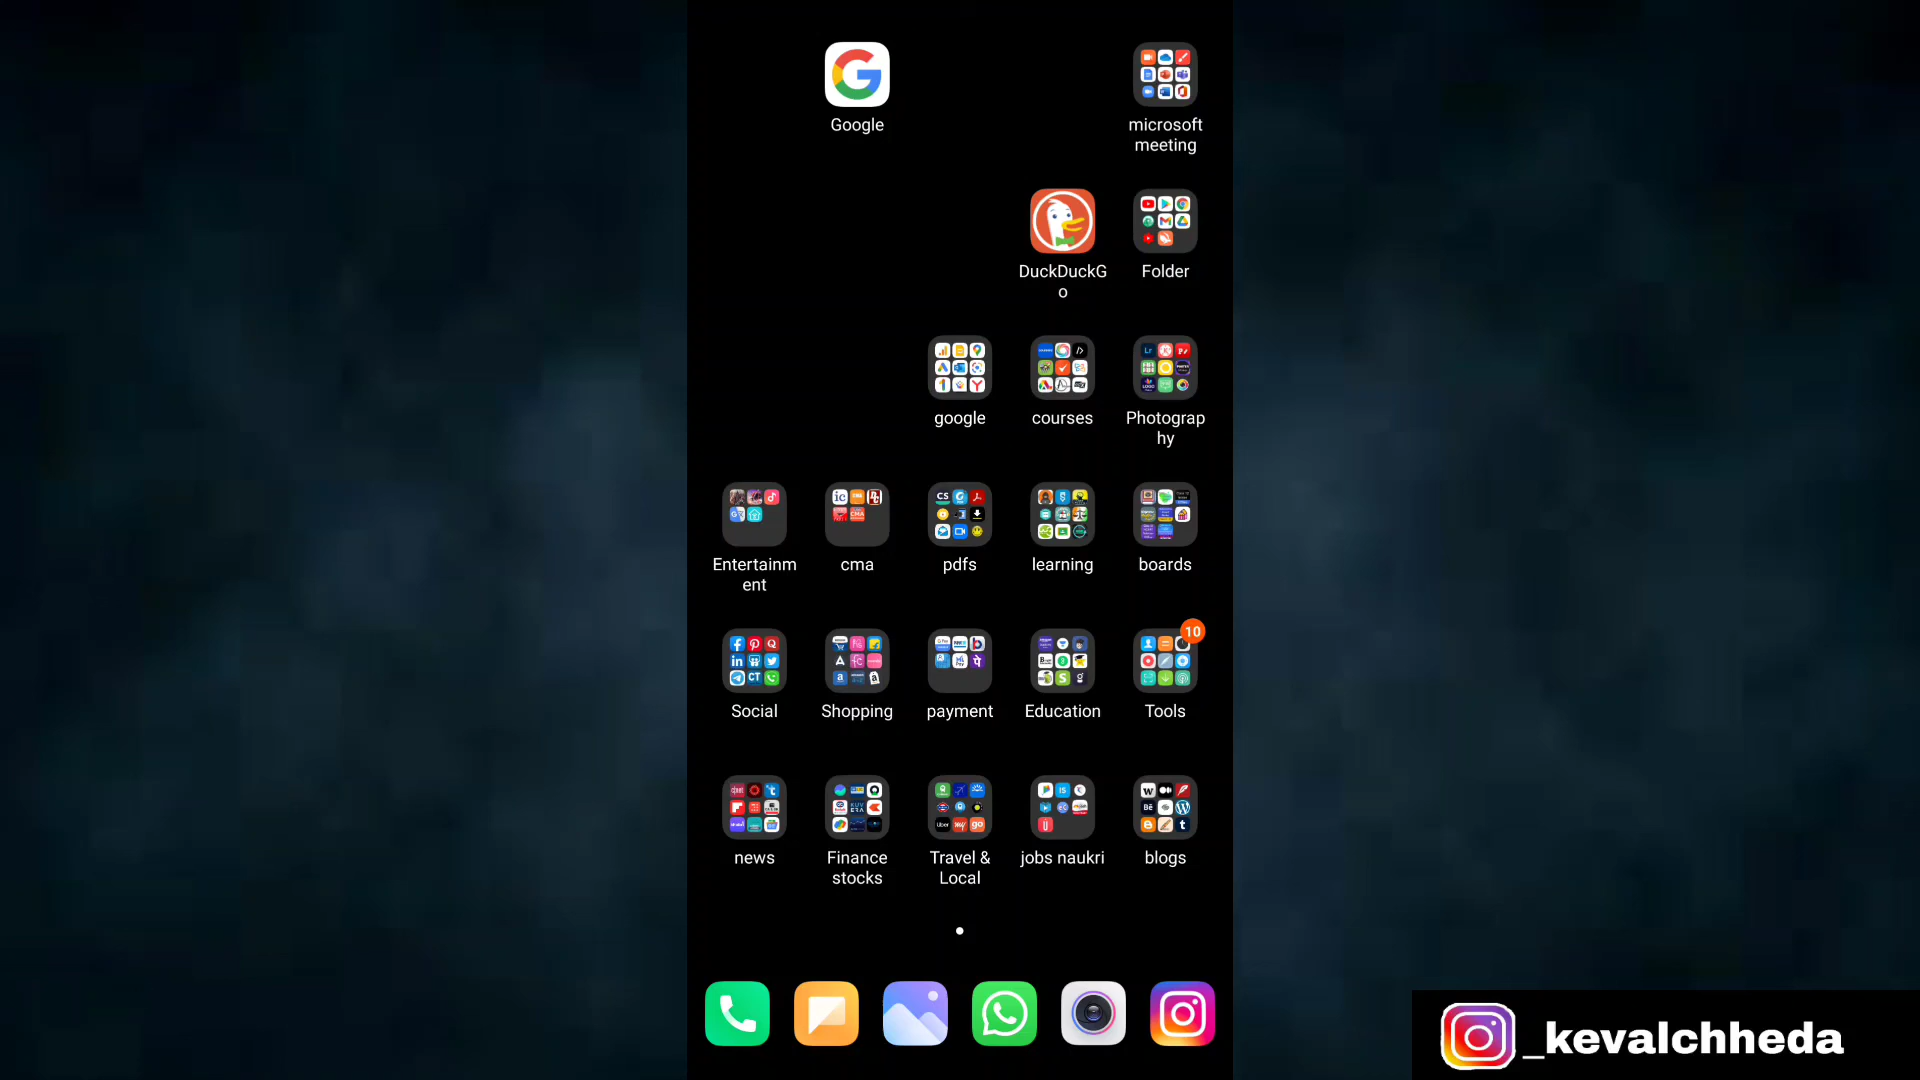 Google
microsoft
meeting
DuckDuckG
o
Folder
google
courses
Photograp
hy
Entertainm
ent
cma
pdfs
learning
boards
10
Social
Shopping
payment
Education
Tools
news
Finance
stocks
Travel &
Local
jobs naukri
blogs
_kevalchheda